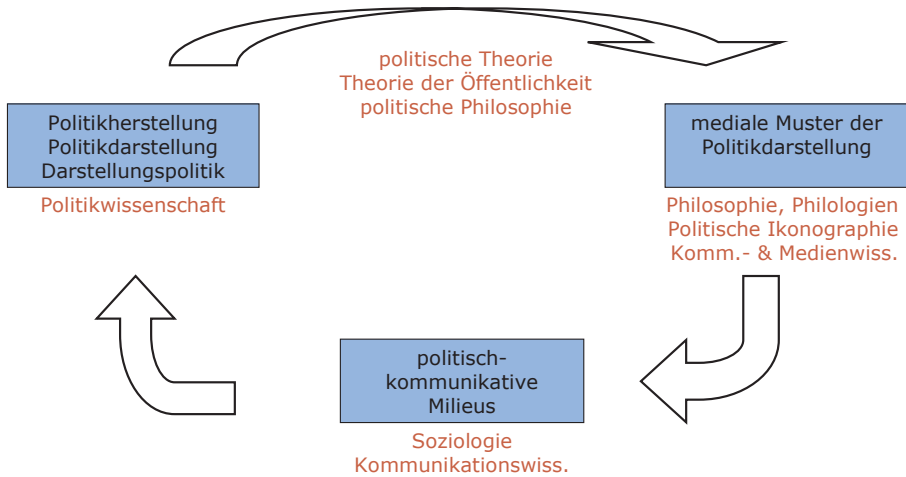 politische Theorie
Theorie der Öffentlichkeit
politische Philosophie
Politikherstellung
Politikdarstellung
Darstellungspolitik
Politikwissenschaft
mediale Muster der
Politikdarstellung
Philosophie, Philologien
Politische Ikonographie
Komm.- & Medienwiss.
politisch-
kommunikative
Milieus
Soziologie
Kommunikationswiss.